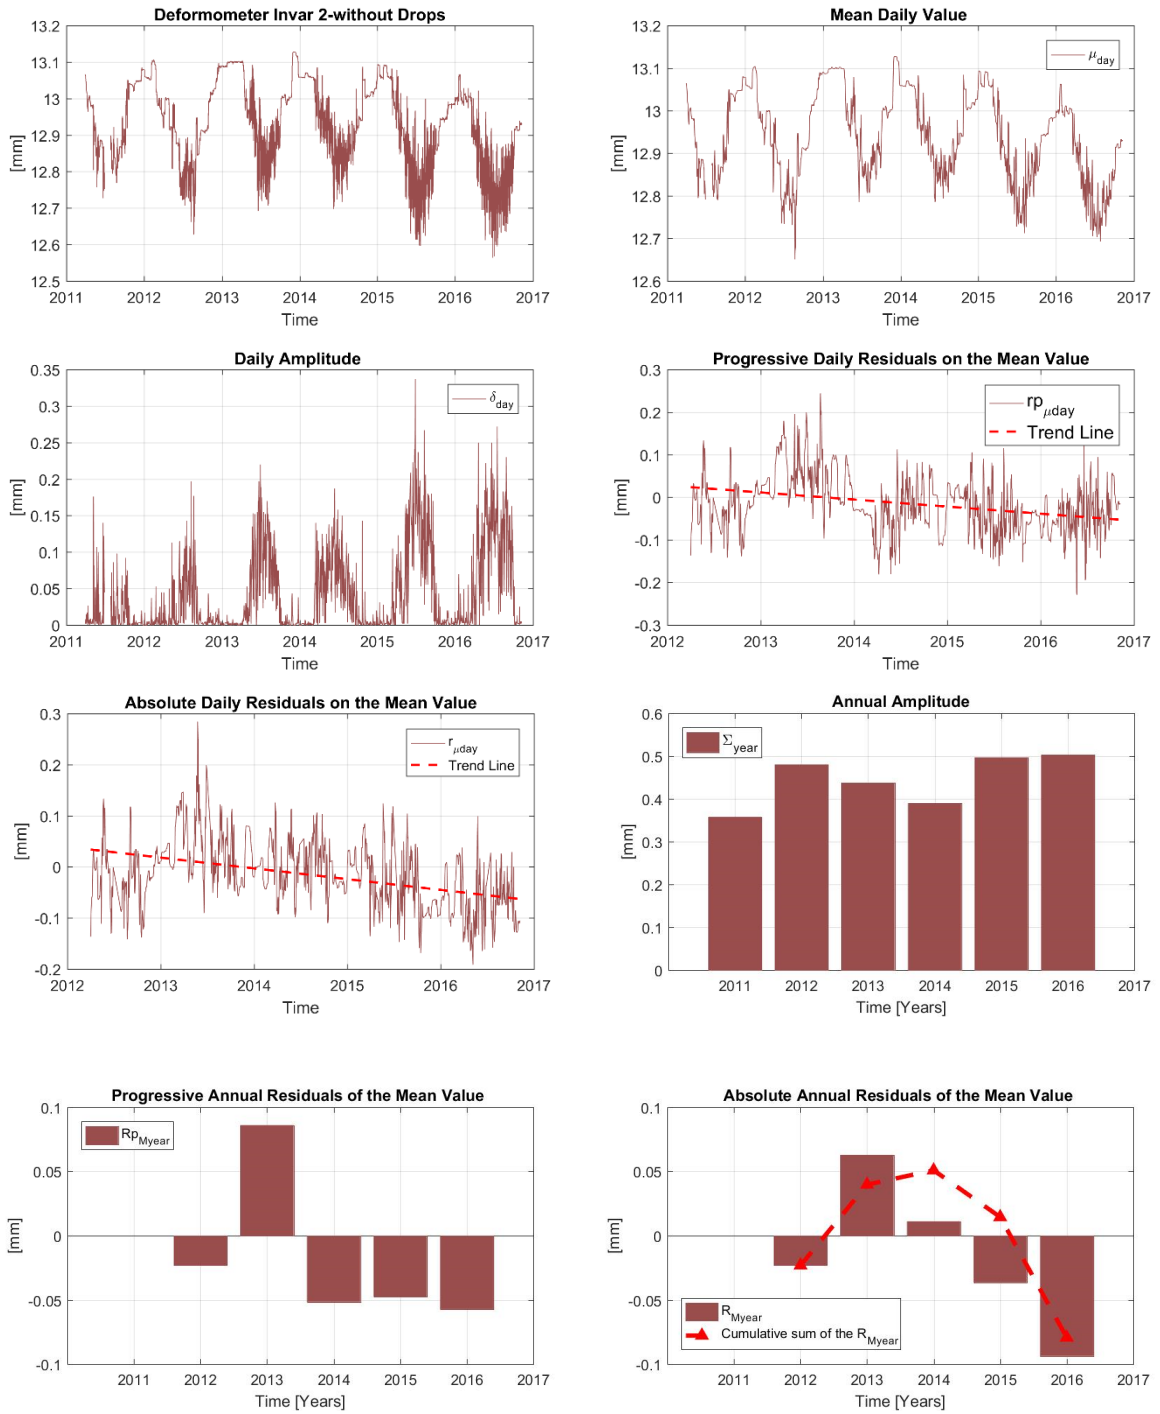 Deformometer Invar 2-without Drops
13.2
13.1
13
12.9
12.8
12.7
12.6
12.5
[mm]
2011 2012 2013 2014 2015 2016 2017
Time
Mean Daily Value
μday
13.2
13.1
13
12.9
12.8
12.7
12.6
[mm]
2011 2012 2013 2014 2015 2016 2017
Time
Daily Amplitude
δday
0.35
0.3
0.25
0.2
0.15
0.1
0.05
0
[mm]
2011 2012 2013 2014 2015 2016 2017
Time
Progressive Daily Residuals on the Mean Value
rpμday
Trend Line
0.3
0.2
0.1
0
-0.1
-0.2
-0.3
[mm]
2012 2013 2014 2015 2016 2017
Time
Absolute Daily Residuals on the Mean Value
rμday
Trend Line
0.3
0.2
0.1
0
-0.1
-0.2
[mm]
2012 2013 2014 2015 2016 2017
Time
Annual Amplitude
Σyear
0.6
0.5
0.4
0.3
0.2
0.1
0
[mm]
2011 2012 2013 2014 2015 2016 2017
Time [Years]
Progressive Annual Residuals of the Mean Value
RpMyear
0.1
0.05
0
-0.05
-0.1
[mm]
2011 2012 2013 2014 2015 2016 2017
Time [Years]
Absolute Annual Residuals of the Mean Value
0.1
0.05
0
-0.05
-0.1
[mm]
RMyear
Cumulative sum of the RMyear
2011 2012 2013 2014 2015 2016 2017
Time [Years]